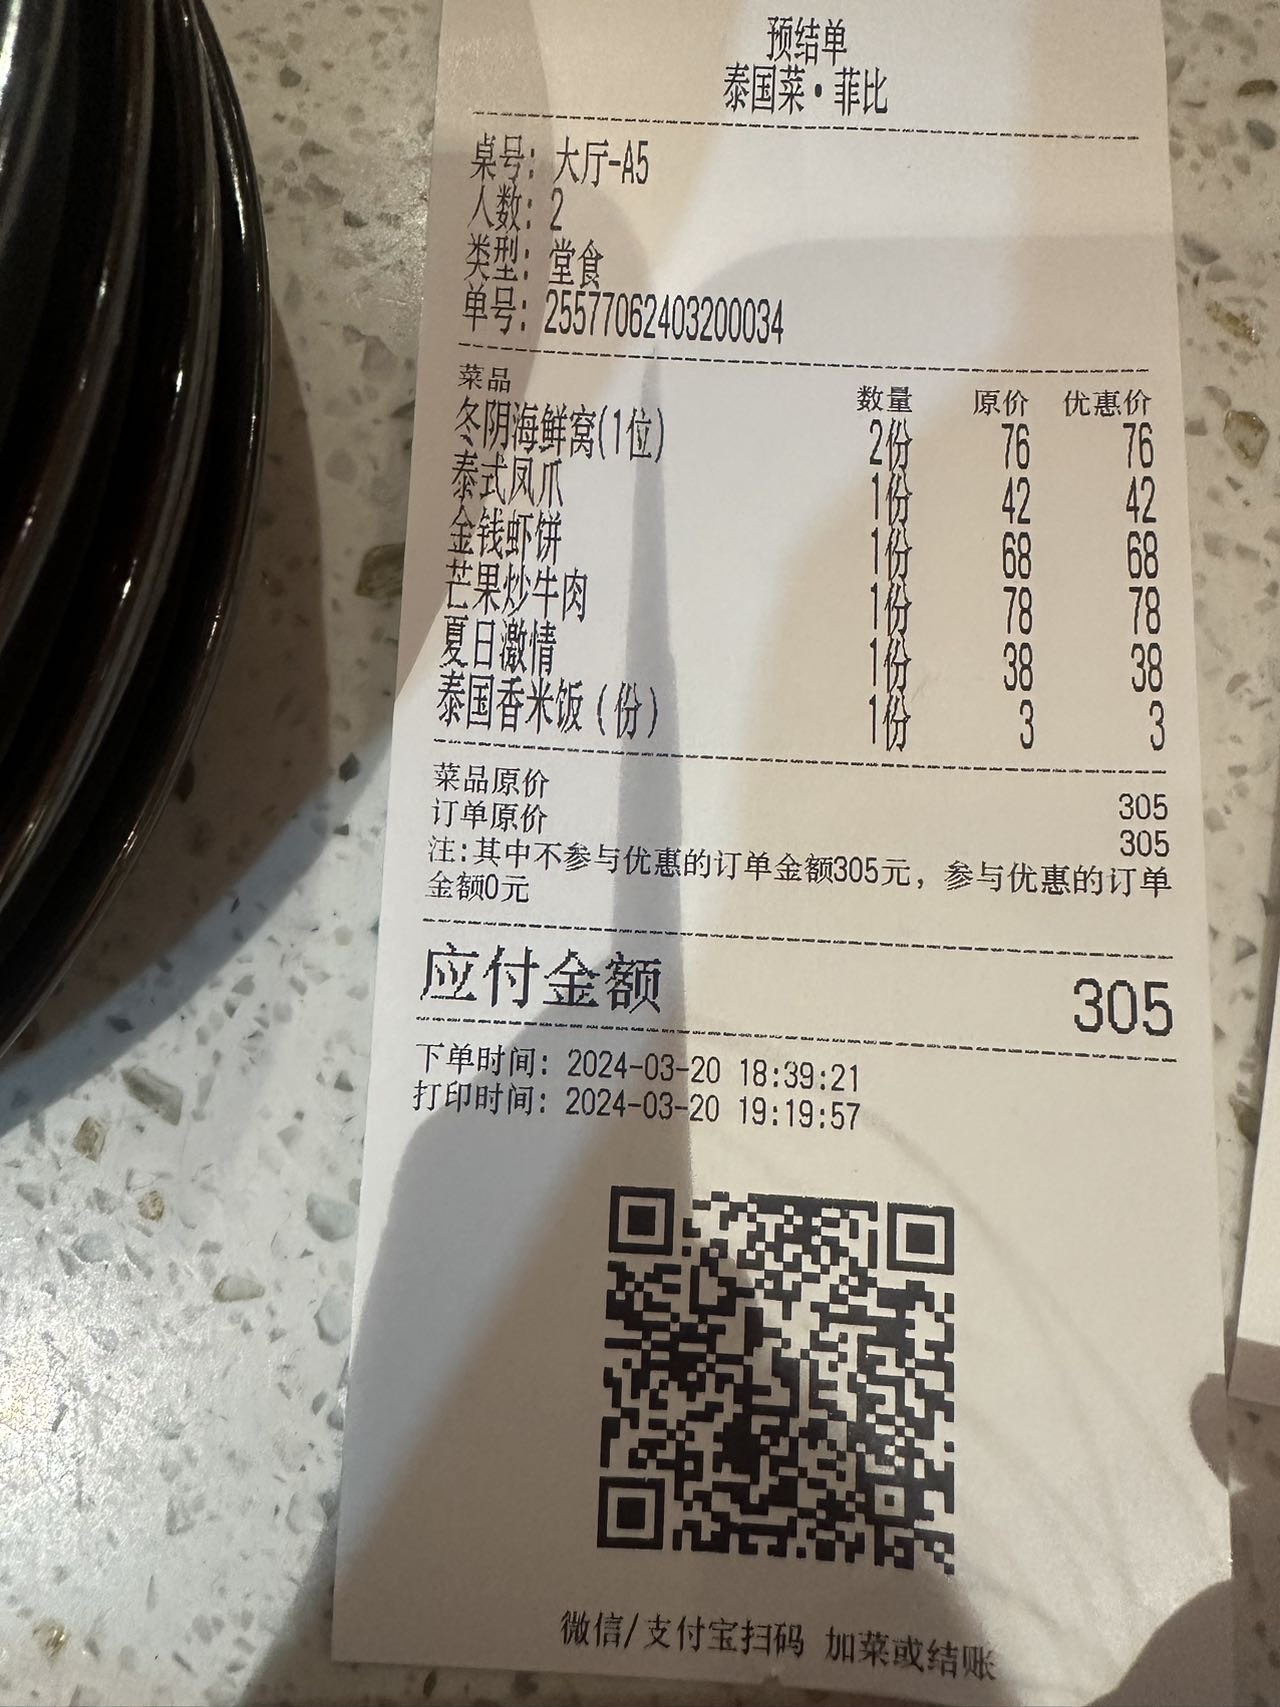 预结单
泰国菜·菲比
桌号：大厅-A5
人数：2
类型：堂食
单号：25577062403200034
菜品 数量 原价 优惠价
冬阴海鲜窝(1位) 2份 76 76
泰式凤爪 1份 42 42
金钱虾饼 1份 68 68
芒果炒牛肉 1份 78 78
夏日激情 1份 38 38
泰国香米饭（份） 1份 3 3
菜品原价 305
订单原价 305
注:其中不参与优惠的订单金额305元，参与优惠的订单
金额0元
应付金额 305
下单时间: 2024-03-20 18:39:21
打印时间: 2024-03-20 19:19:57
微信/支付宝扫码 加菜或结账